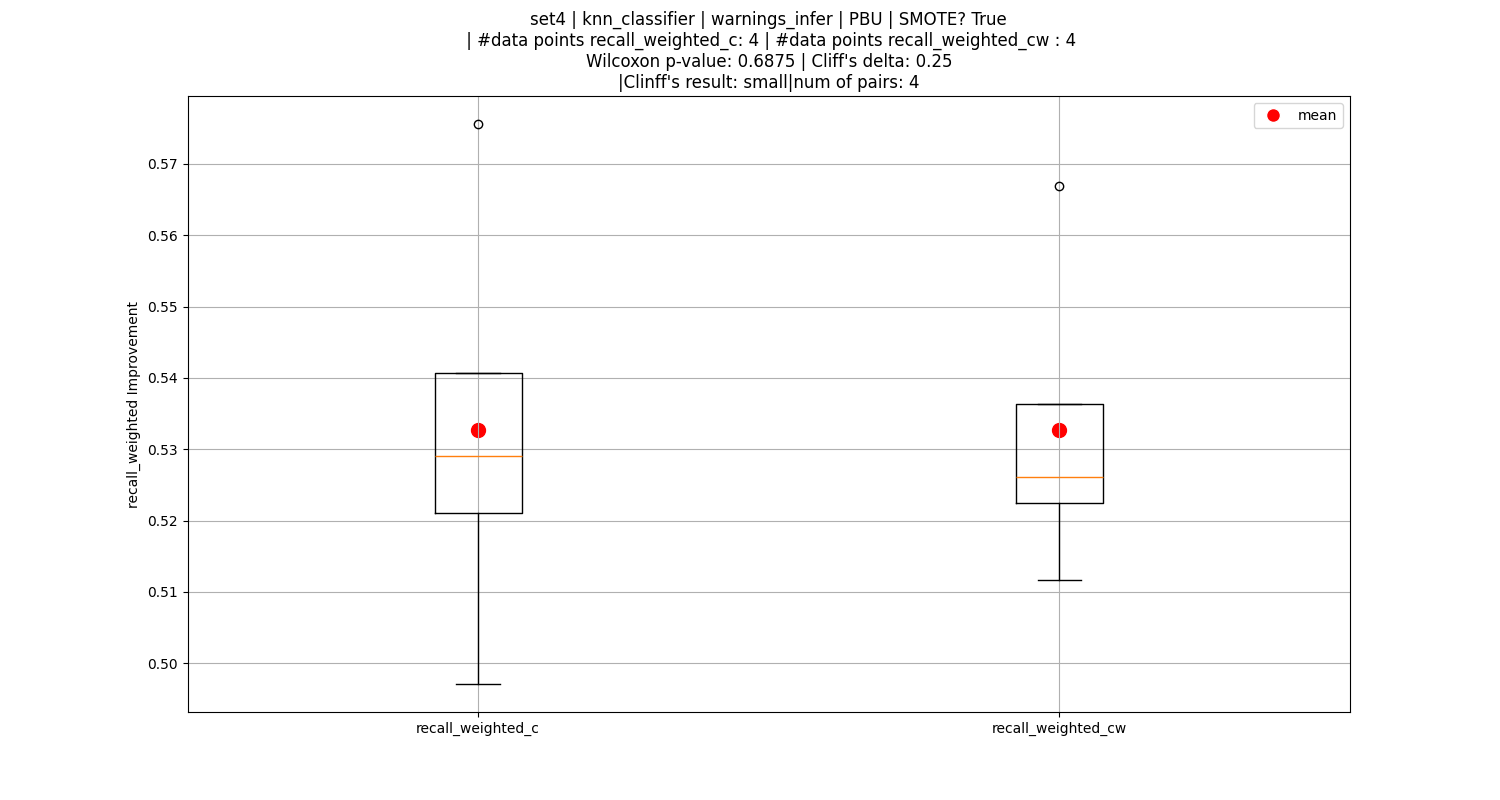 set4 | knn_classifier | warnings_infer | PBU | SMOTE? True
| #data points recall_weighted_c: 4 | #data points recall_weighted_cw : 4
Wilcoxon p-value: 0.6875 | Cliff's delta: 0.25
|Clinff's result: small|num of pairs: 4
mean
0.57
0.56
0.55
0.54
0.53
0.52
0.51
0.50
recall_weighted Improvement
recall_weighted_c
recall_weighted_cw